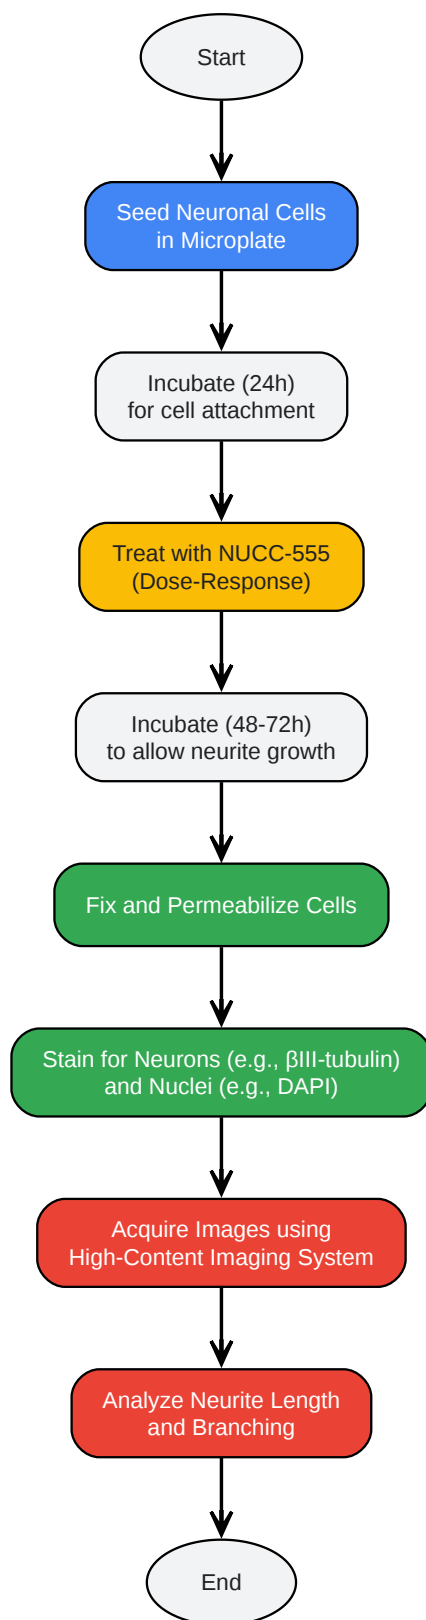 Start
Seed Neuronal Cells
in Microplate
Incubate (24h)
for cell attachment
Treat with NUCC-555
(Dose-Response)
Incubate (48-72h)
to allow neurite growth
Fix and Permeabilize Cells
Stain for Neurons (e.g., βIII-tubulin)
and Nuclei (e.g., DAPI)
Acquire Images using
High-Content Imaging System
Analyze Neurite Length
and Branching
End